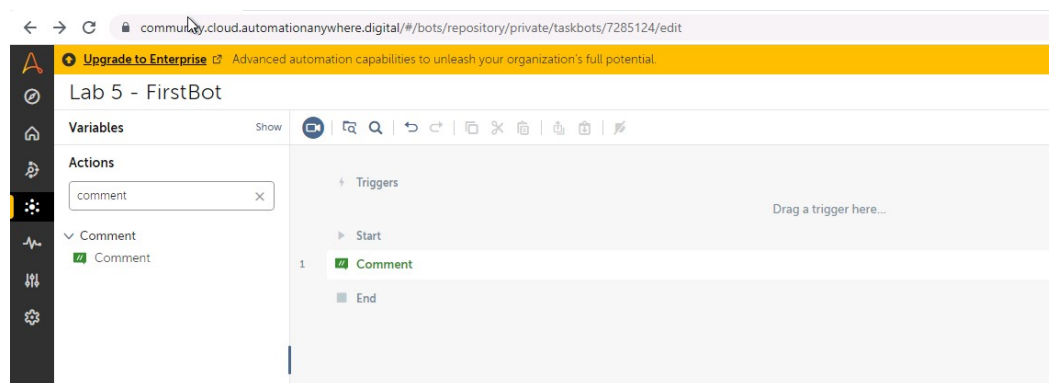 community.cloud.automationanywhere.digital/#/bots/repository/private/taskbots/7285124/edit
Upgrade to Enterprise Advanced automation capabilities to unleash your organization's full potential.
Lab 5 - FirstBot
Variables Show
Actions
comment
Comment
Comment
Triggers
Drag a trigger here...
Start
1 Comment
End